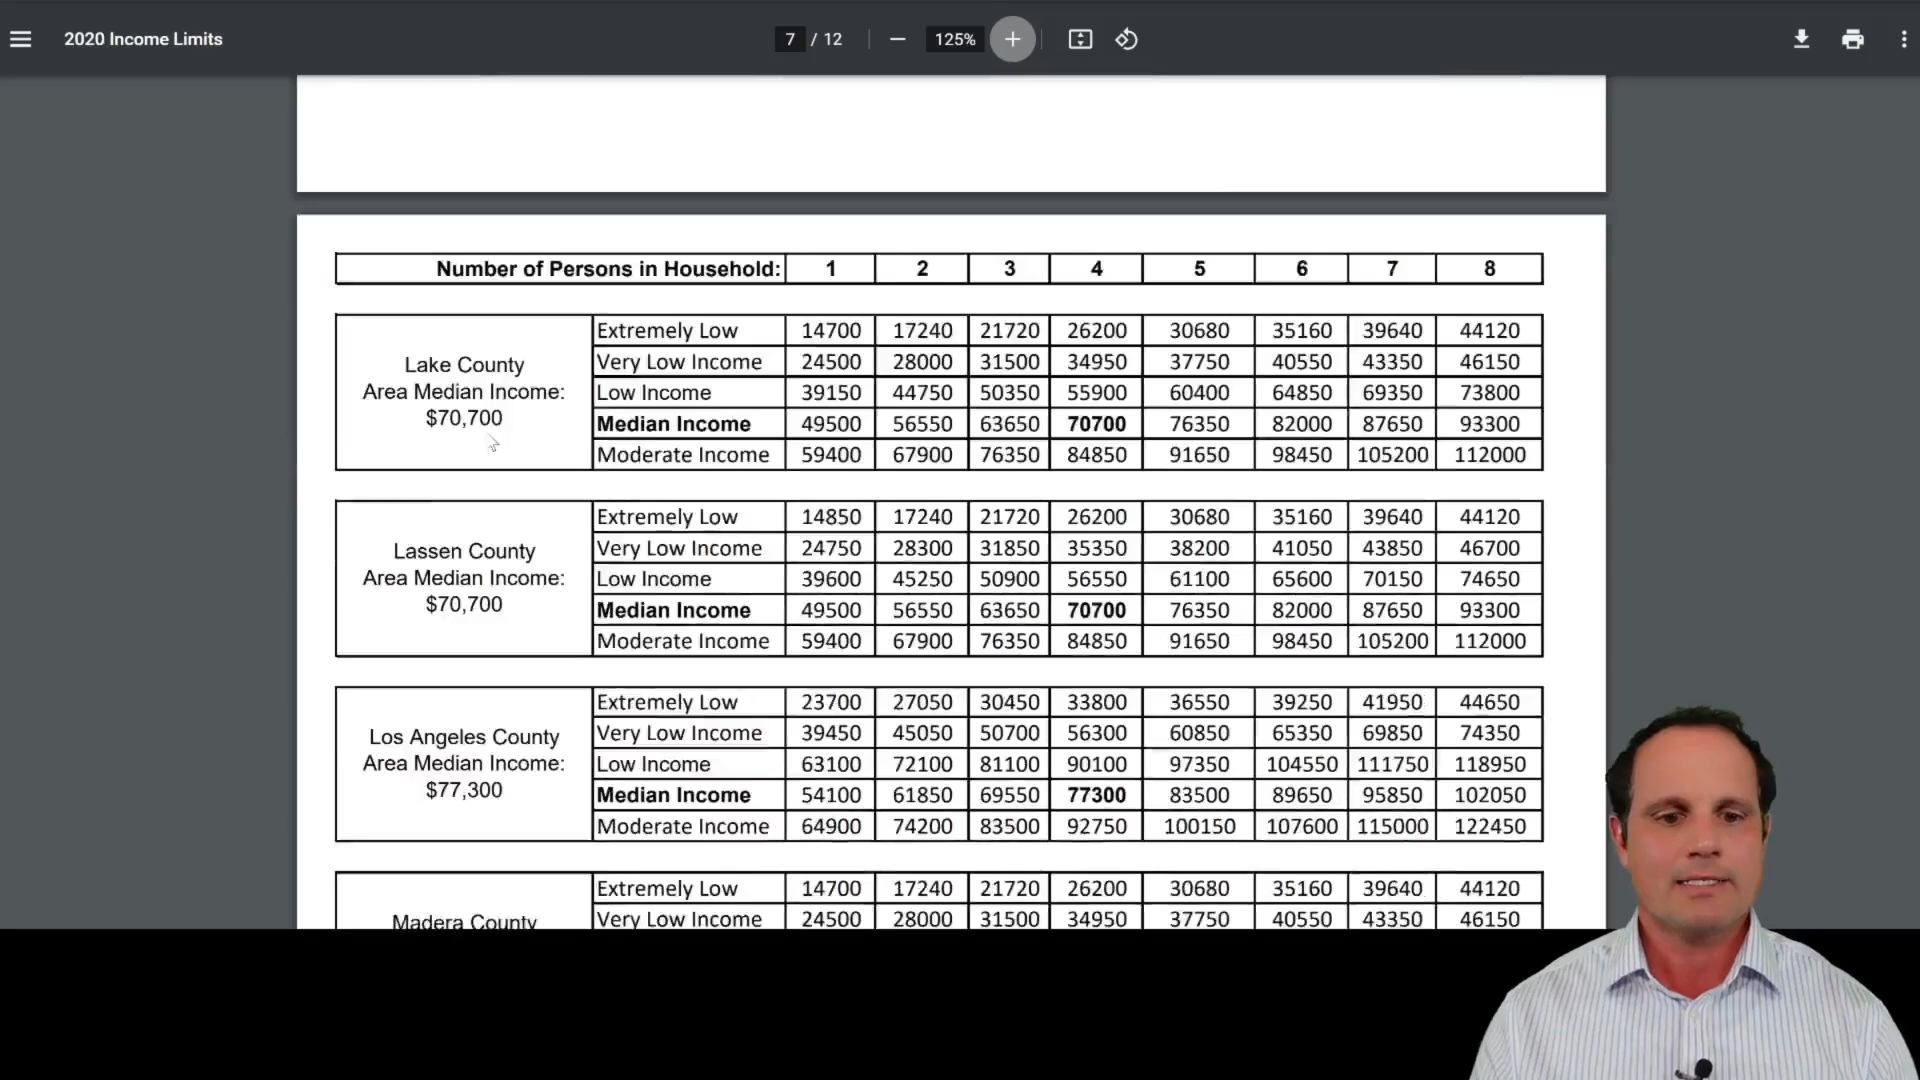 2020 Income Limits
7 / 12
125%
Number of Persons in Household: 1 2 3 4 5 6 7 8
Lake County
Area Median Income:
$70,700
Extremely Low 14700 17240 21720 26200 30680 35160 39640 44120
Very Low Income 24500 28000 31500 34950 37750 40550 43350 46150
Low Income 39150 44750 50350 55900 60400 64850 69350 73800
Median Income 49500 56550 63650 70700 76350 82000 87650 93300
Moderate Income 59400 67900 76350 84850 91650 98450 105200 112000
Lassen County
Area Median Income:
$70,700
Extremely Low 14850 17240 21720 26200 30680 35160 39640 44120
Very Low Income 24750 28300 31850 35350 38200 41050 43850 46700
Low Income 39600 45250 50900 56550 61100 65600 70150 74650
Median Income 49500 56550 63650 70700 76350 82000 87650 93300
Moderate Income 59400 67900 76350 84850 91650 98450 105200 112000
Los Angeles County
Area Median Income:
$77,300
Extremely Low 23700 27050 30450 33800 36550 39250 41950 44650
Very Low Income 39450 45050 50700 56300 60850 65350 69850 74350
Low Income 63100 72100 81100 90100 97350 104550 111750 118950
Median Income 54100 61850 69550 77300 83500 89650 95850 102050
Moderate Income 64900 74200 83500 92750 100150 107600 115000 122450
Madera County
Extremely Low 14700 17240 21720 26200 30680 35160 39640 44120
Very Low Income 24500 28000 31500 34950 37750 40550 43350 46150